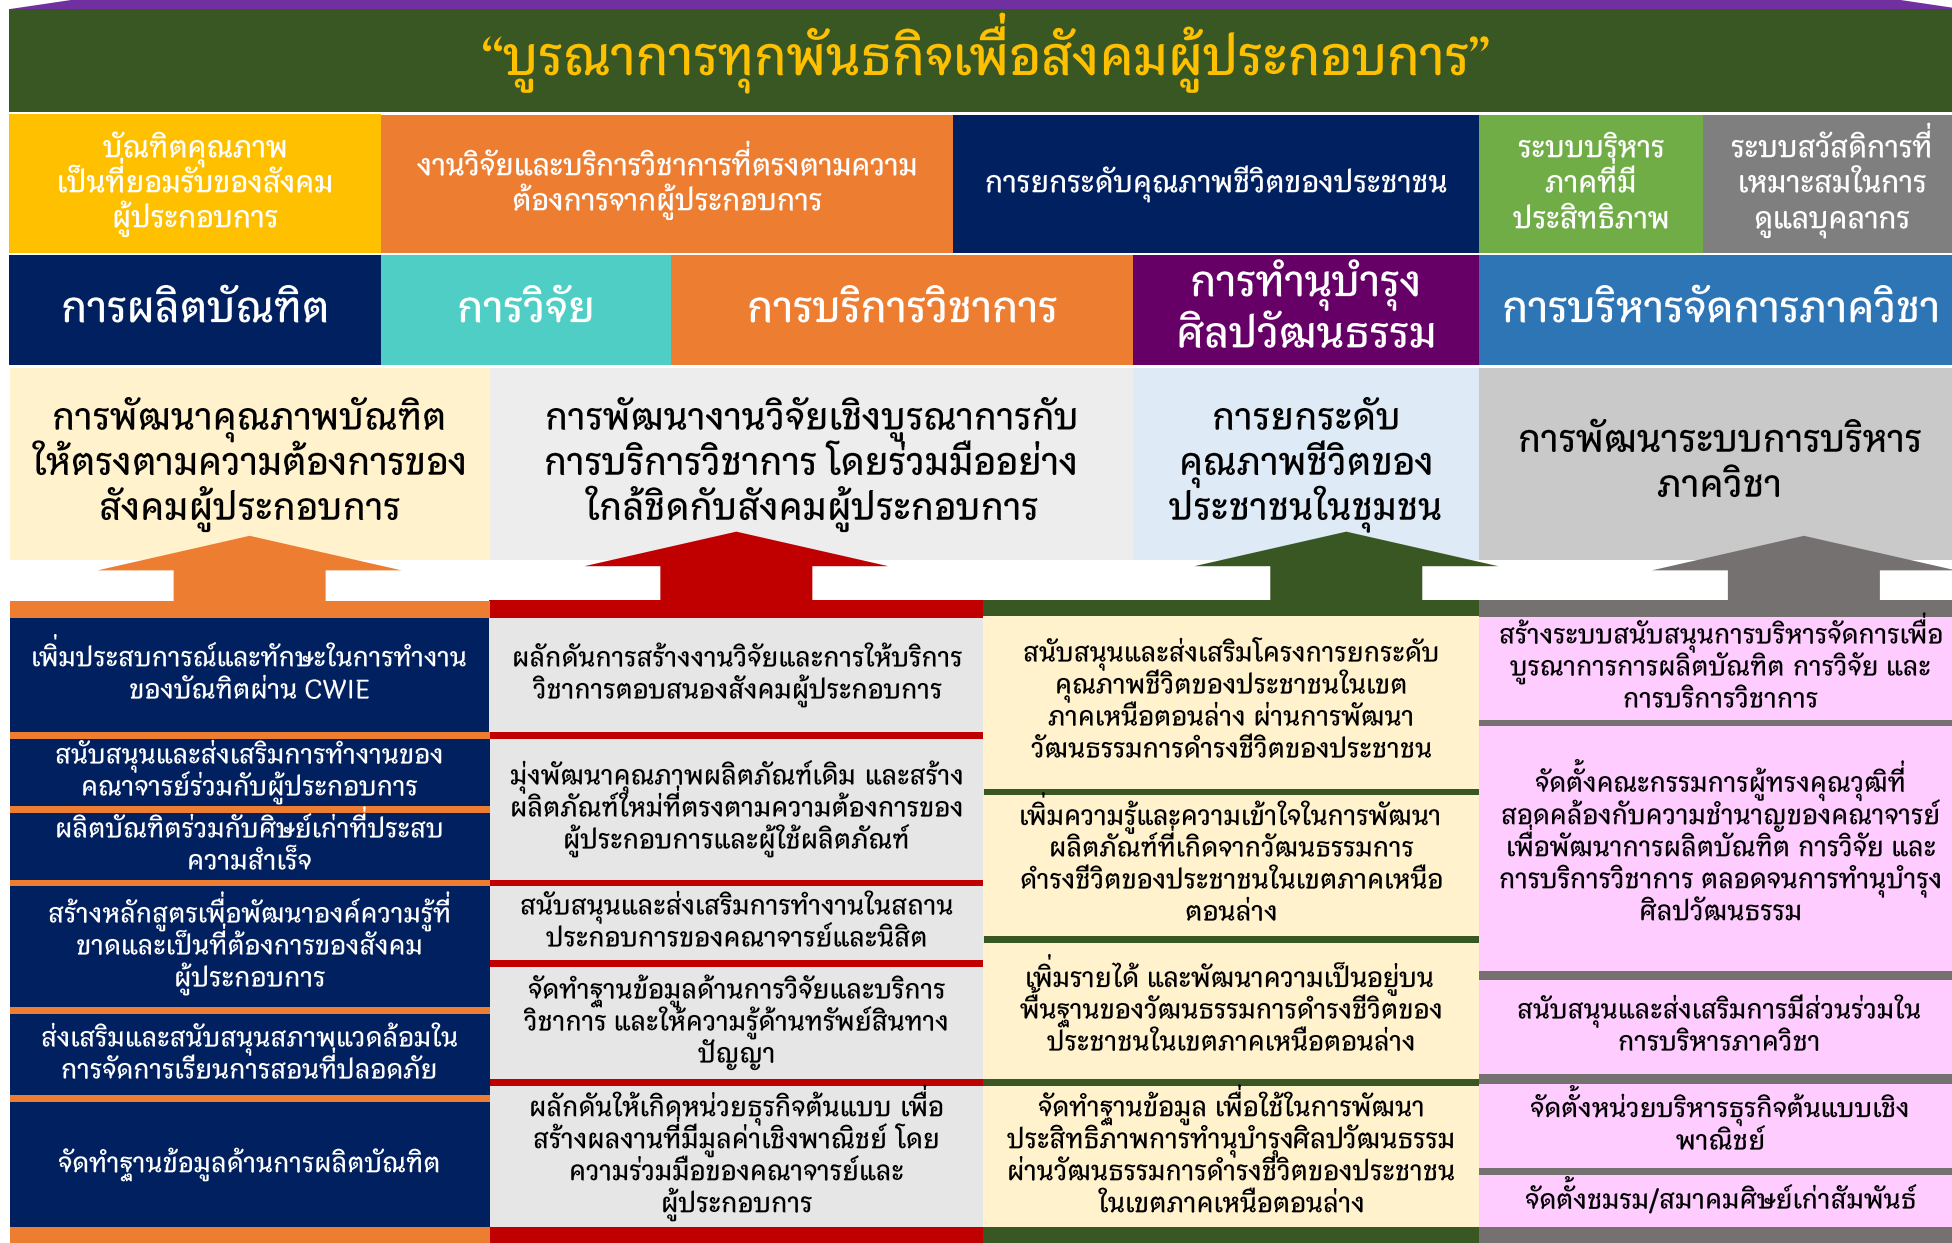 “บูรณาการทุกพันธกิจเพื่อสังคมผู้ประกอบการ”
บัณฑิตคุณภาพ
เป็นที่ยอมรับของสังคม
ผู้ประกอบการ
งานวิจัยและบริการวิชาการที่ตรงตามความ
ต้องการจากผู้ประกอบการ
การยกระดับคุณภาพชีวิตของประชาชน
ระบบบริหาร
ภาคที่มี
ประสิทธิภาพ
ระบบสวัสดิการที่
เหมาะสมในการ
ดูแลบุคลากร
การผลิตบัณฑิต
การวิจัย
การบริการวิชาการ
การทำนุบำรุง
ศิลปวัฒนธรรม
การบริหารจัดการภาควิชา
การพัฒนาคุณภาพบัณฑิต
ให้ตรงตามความต้องการของ
สังคมผู้ประกอบการ
การพัฒนางานวิจัยเชิงบูรณาการกับ
การบริการวิชาการ โดยร่วมมืออย่าง
ใกล้ชิดกับสังคมผู้ประกอบการ
การยกระดับ
คุณภาพชีวิตของ
ประชาชนในชุมชน
การพัฒนาระบบการบริหาร
ภาควิชา
เพิ่มประสบการณ์และทักษะในการทำงาน
ของบัณฑิตผ่าน CWIE
สนับสนุนและส่งเสริมการทำงานของ
คณาจารย์ร่วมกับผู้ประกอบการ
ผลิตบัณฑิตร่วมกับศิษย์เก่าที่ประสบ
ความสำเร็จ
สร้างหลักสูตรเพื่อพัฒนาองค์ความรู้ที่
ขาดและเป็นที่ต้องการของสังคม
ผู้ประกอบการ
ส่งเสริมและสนับสนุนสภาพแวดล้อมใน
การจัดการเรียนการสอนที่ปลอดภัย
จัดทำฐานข้อมูลด้านการผลิตบัณฑิต
ผลักดันการสร้างงานวิจัยและการให้บริการ
วิชาการตอบสนองสังคมผู้ประกอบการ
มุ่งพัฒนาคุณภาพผลิตภัณฑ์เดิม และสร้าง
ผลิตภัณฑ์ใหม่ที่ตรงตามความต้องการของ
ผู้ประกอบการและผู้ใช้ผลิตภัณฑ์
สนับสนุนและส่งเสริมการทำงานในสถาน
ประกอบการของคณาจารย์และนิสิต
จัดทำฐานข้อมูลด้านการวิจัยและบริการ
วิชาการ และให้ความรู้ด้านทรัพย์สินทาง
ปัญญา
ผลักดันให้เกิดหน่วยธุรกิจต้นแบบ เพื่อ
สร้างผลงานที่มีมูลค่าเชิงพาณิชย์ โดย
ความร่วมมือของคณาจารย์และ
ผู้ประกอบการ
สนับสนุนและส่งเสริมโครงการยกระดับ
คุณภาพชีวิตของประชาชนในเขต
ภาคเหนือตอนล่าง ผ่านการพัฒนา
วัฒนธรรมการดำรงชีวิตของประชาชน
เพิ่มความรู้และความเข้าใจในการพัฒนา
ผลิตภัณฑ์ที่เกิดจากวัฒนธรรมการ
ดำรงชีวิตของประชาชนในเขตภาคเหนือ
ตอนล่าง
เพิ่มรายได้ และพัฒนาความเป็นอยู่บน
พื้นฐานของวัฒนธรรมการดำรงชีวิตของ
ประชาชนในเขตภาคเหนือตอนล่าง
จัดทำฐานข้อมูล เพื่อใช้ในการพัฒนา
ประสิทธิภาพการทำนุบำรุงศิลปวัฒนธรรม
ผ่านวัฒนธรรมการดำรงชีวิตของประชาชน
ในเขตภาคเหนือตอนล่าง
สร้างระบบสนับสนุนการบริหารจัดการเพื่อ
บูรณาการการผลิตบัณฑิต การวิจัย และ
การบริการวิชาการ
จัดตั้งคณะกรรมการผู้ทรงคุณวุฒิที่
สอดคล้องกับความชำนาญของคณาจารย์
เพื่อพัฒนาการผลิตบัณฑิต การวิจัย และ
การบริการวิชาการ ตลอดจนการทำนุบำรุง
ศิลปวัฒนธรรม
สนับสนุนและส่งเสริมการมีส่วนร่วมใน
การบริหารภาควิชา
จัดตั้งหน่วยบริหารธุรกิจต้นแบบเชิง
พาณิชย์
จัดตั้งชมรม/สมาคมศิษย์เก่าสัมพันธ์